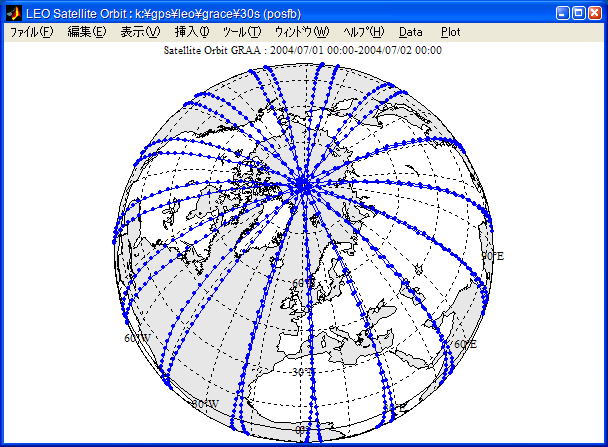 LEO Satellite Orbit : k:¥gps¥leo¥grace¥30s (posfb)
ﾌｧｲﾙ(F) 編集(E) 表示(V) 挿入(I) ﾂｰﾙ(T) ｳｨﾝﾄﾞｳ(W) ﾍﾙﾌﾟ(H) Data Plot
Satellite Orbit GRAA : 2004/07/01 00:00-2004/07/02 00:00
90°E
60°N
60°W
60°E
30°N
30°W
0°